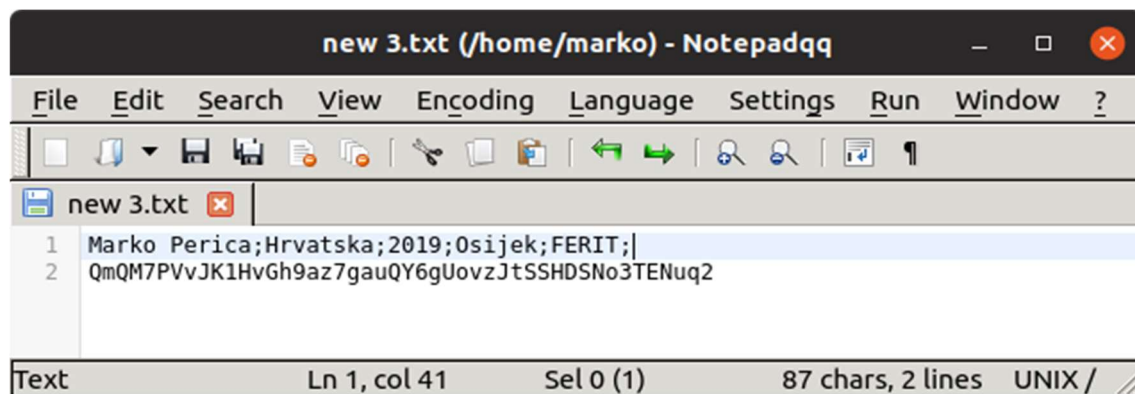 new 3.txt (/home/marko) - Notepadqq
File Edit Search View Encoding Language Settings Run Window ?
new 3.txt
1 Marko Perica;Hrvatska;2019;Osijek;FERIT;
2 QmQM7PVvJK1HvGh9az7gauQY6gUovzJtSSHDSNo3TENuq2
Text Ln 1, col 41 Sel 0 (1) 87 chars, 2 lines UNIX /